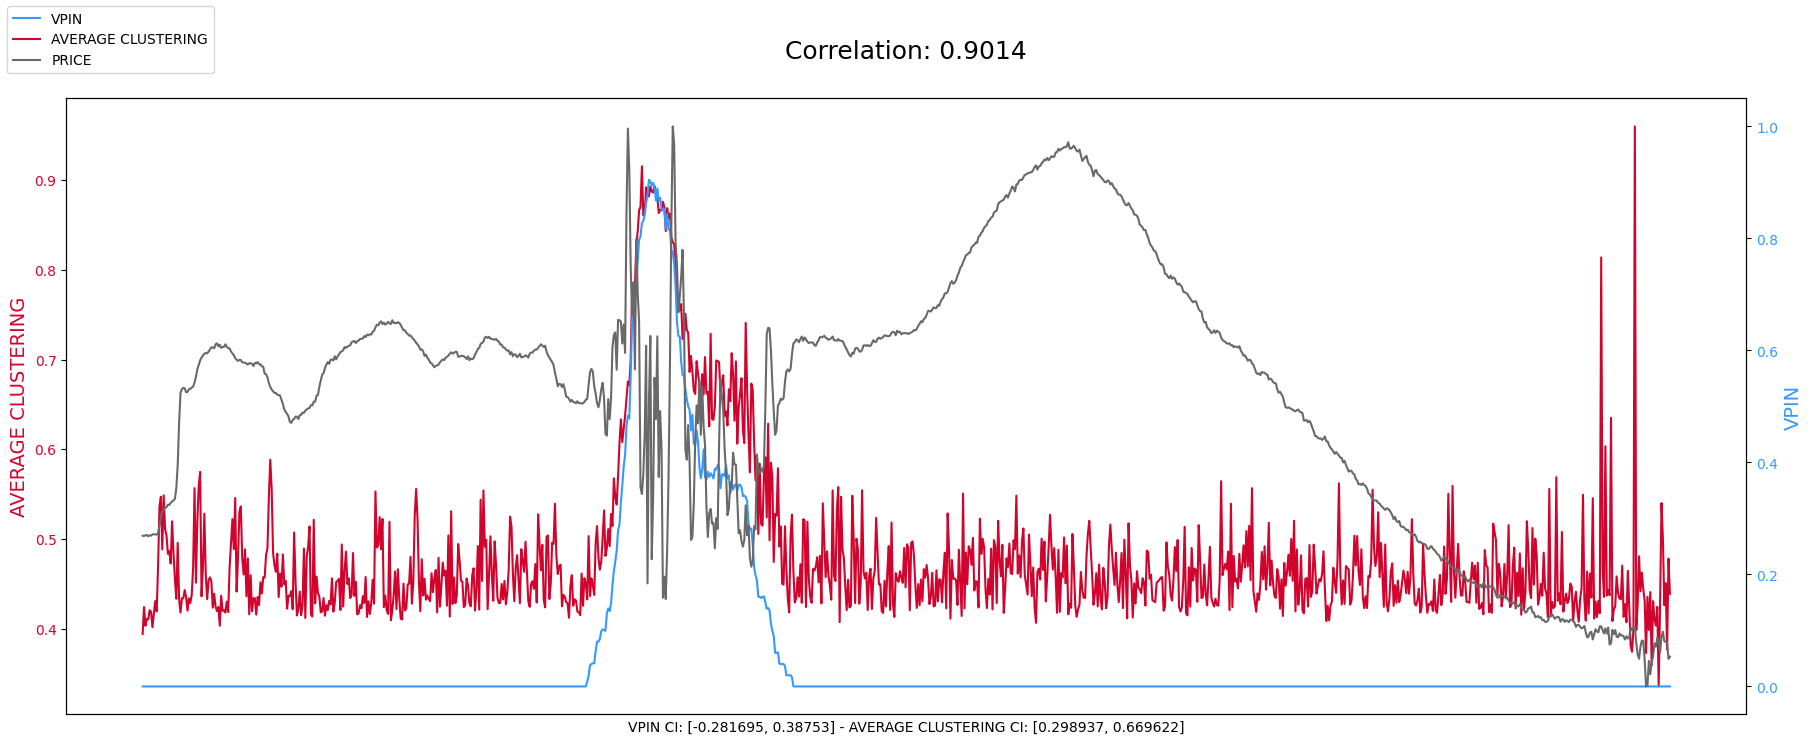 VPIN
AVERAGE CLUSTERING
PRICE
Correlation: 0.9014
AVERAGE CLUSTERING
0.9
0.8
0.7
0.6
0.5
0.4
1.0
0.8
0.6
0.4
0.2
0.0
VPIN
VPIN CI: [-0.281695, 0.38753] - AVERAGE CLUSTERING CI: [0.298937, 0.669622]